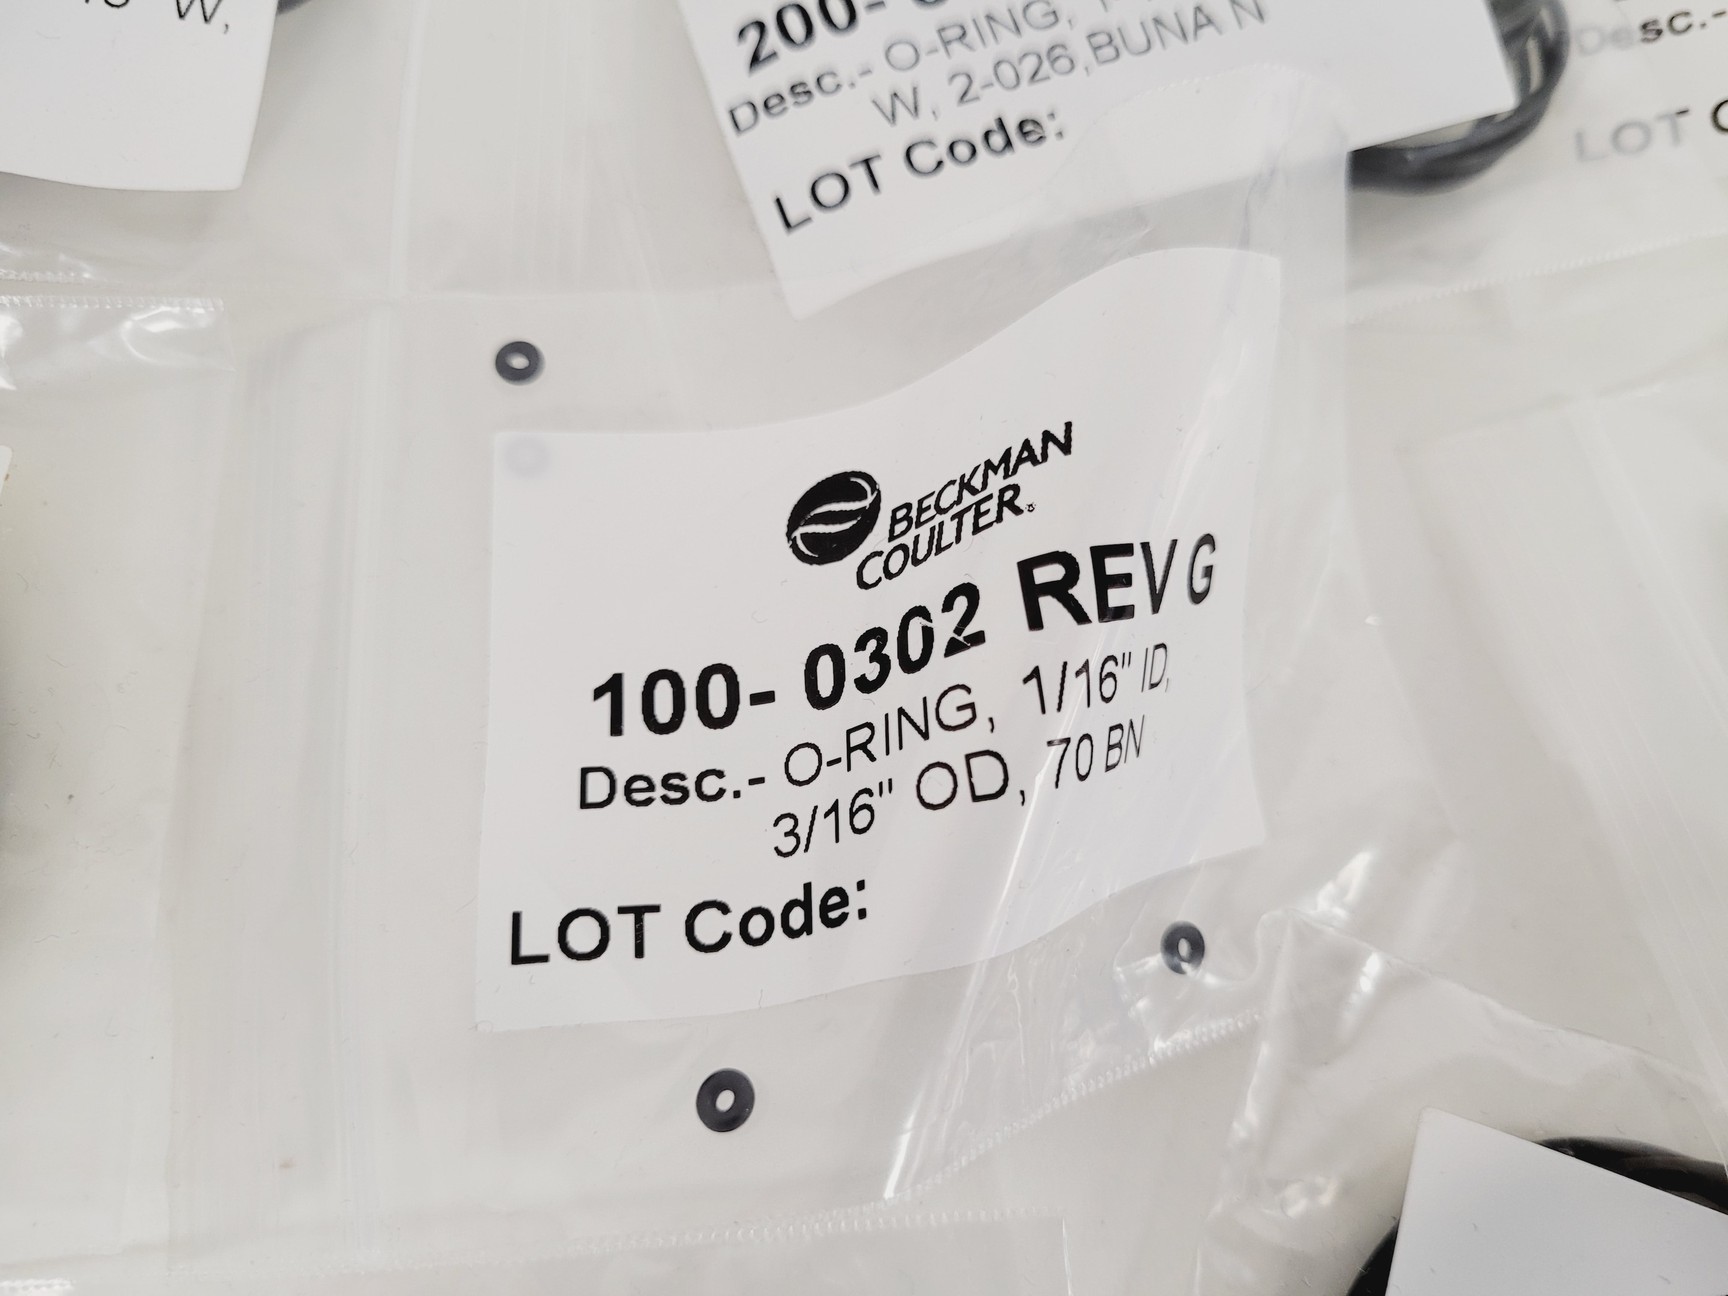 W,
200-
Desc.- O-RING,
W, 2-026,BUNA N
LOT Code:
Desc.-
LOT
BECKMAN
COULTER®
100- 0302 REV G
Desc.- O-RING, 1/16" ID,
3/16" OD, 70 BN
LOT Code: